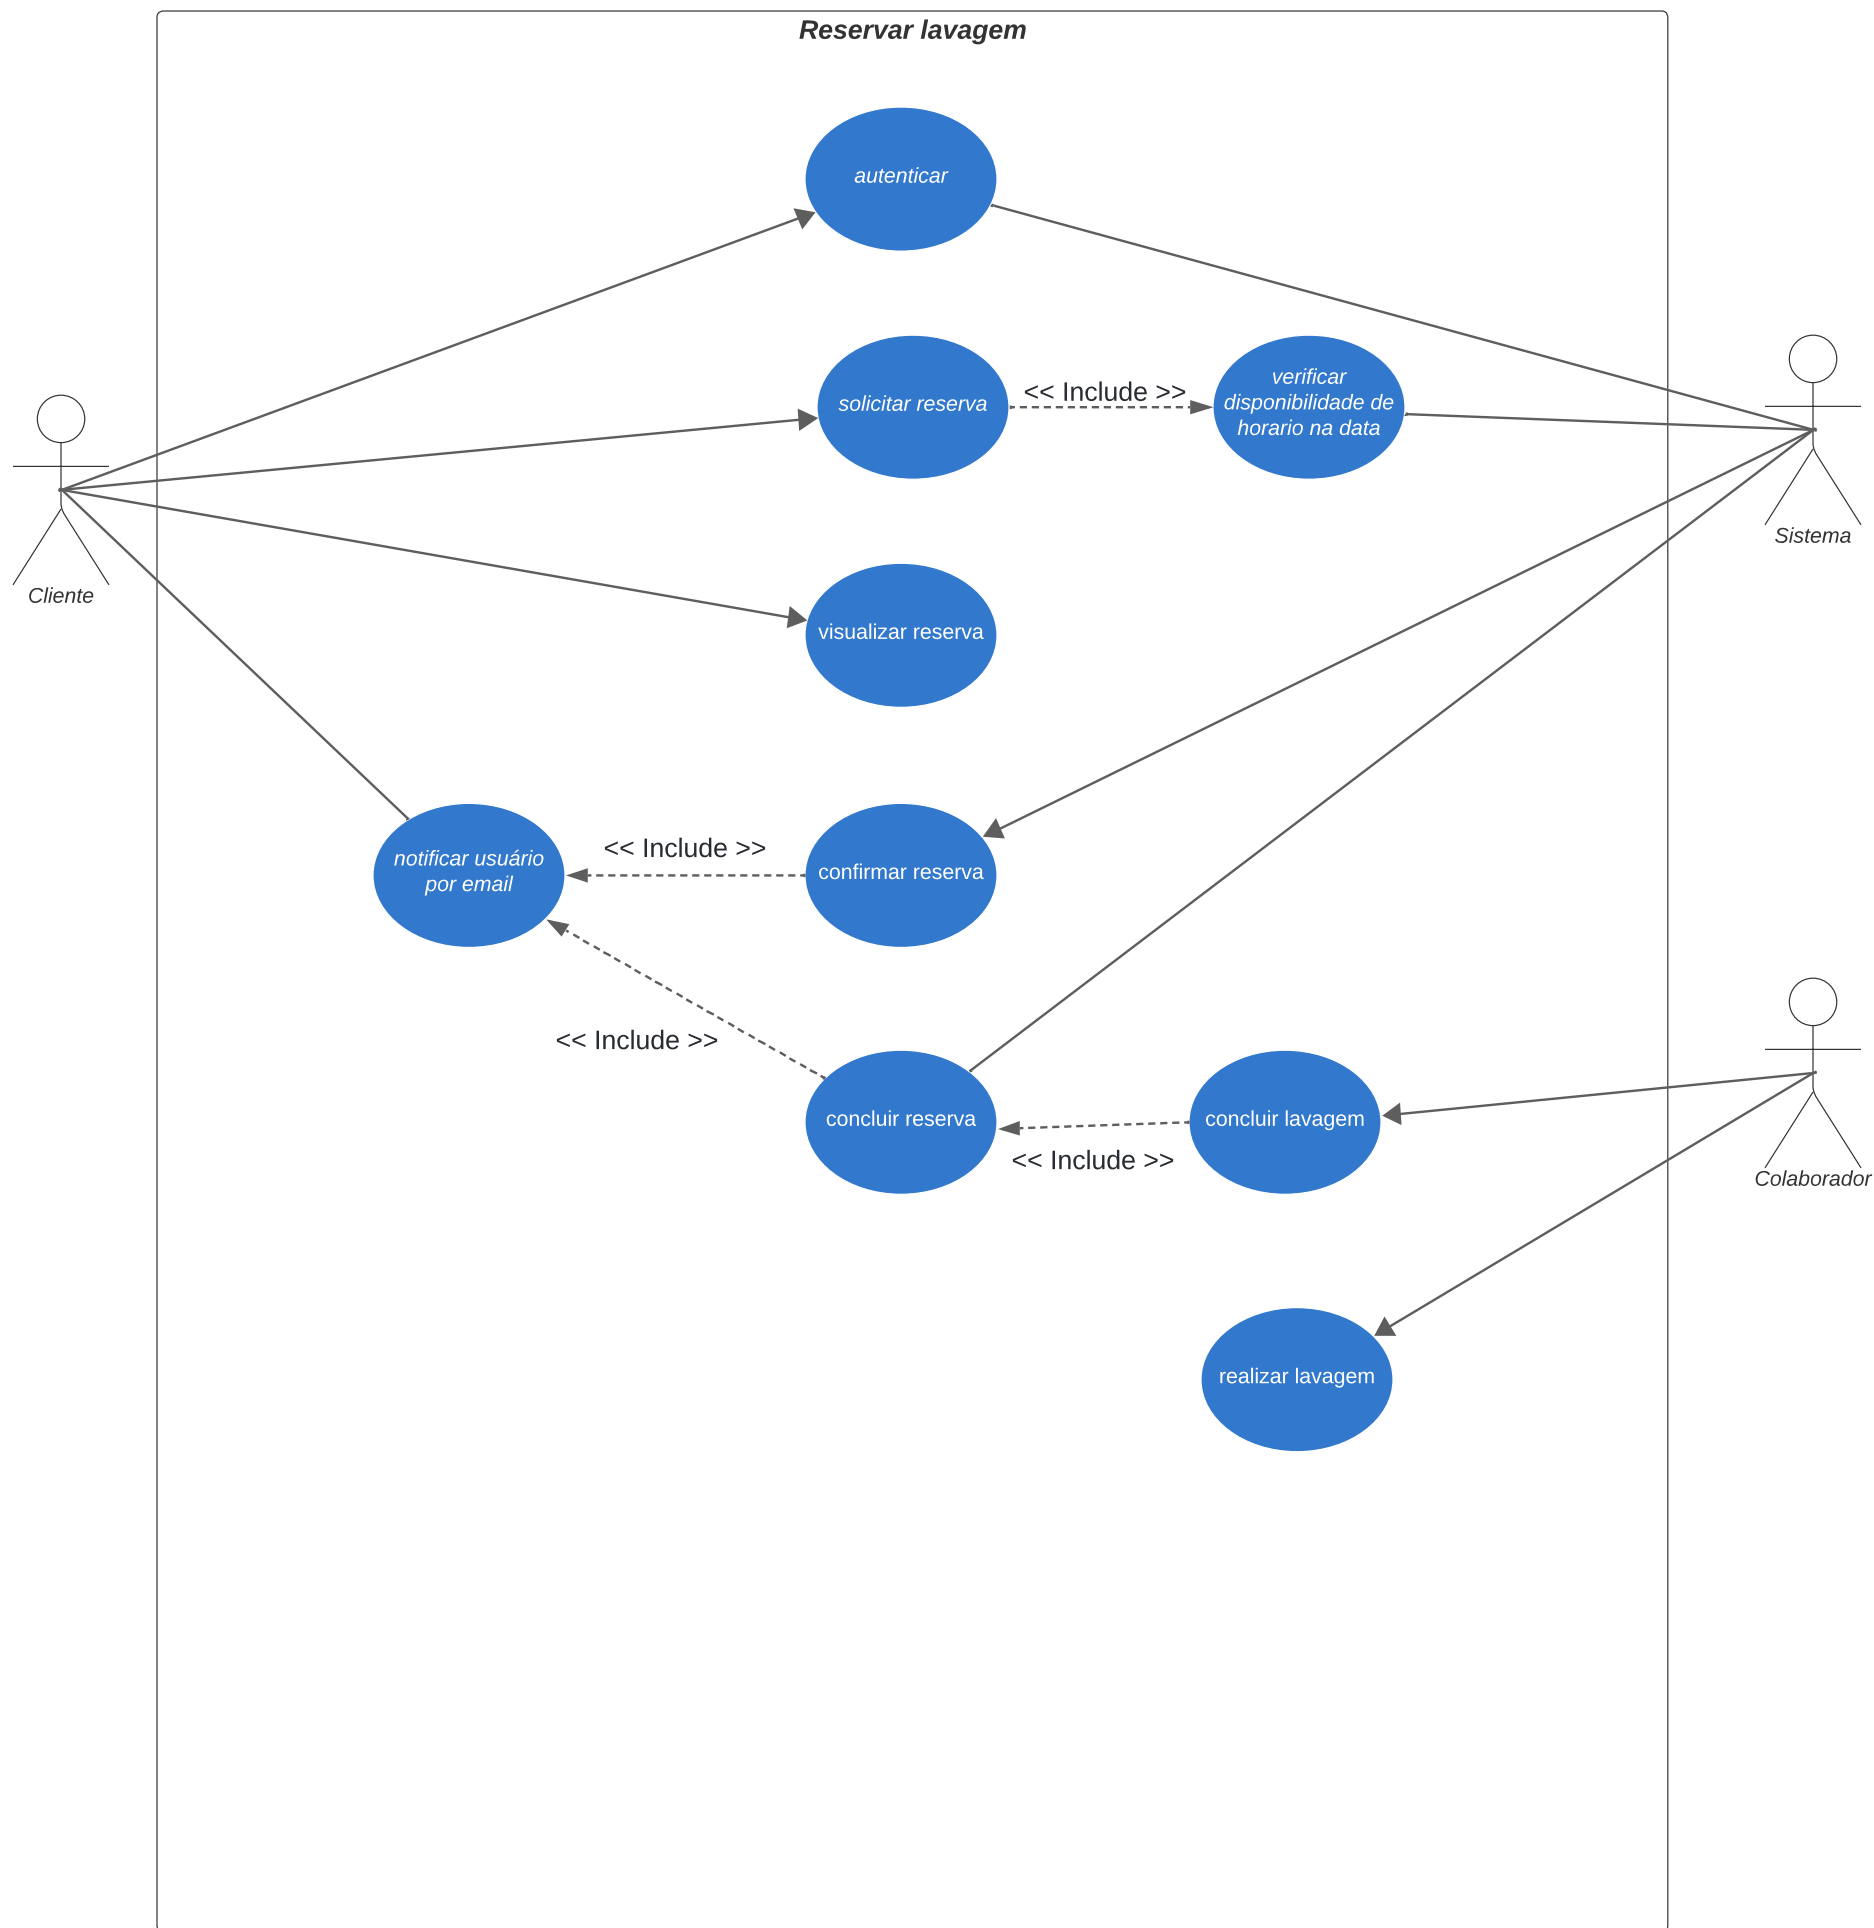 Reservar lavagem
autenticar
solicitar reserva
<< Include >>
verificar
disponibilidade de
horario na data
Sistema
Cliente
visualizar reserva
notificar usuário
por email
<< Include >>
confirmar reserva
<< Include >>
concluir reserva
<< Include >>
concluir lavagem
Colaborador
realizar lavagem